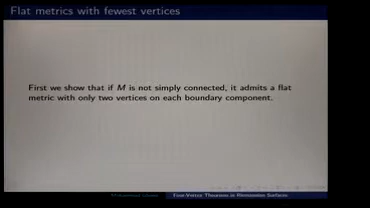 Flat metrics with fewest vertices
First we show that if M is not simply connected, it admits a flat
metric with only two vertices on each boundary component.
Four-Vertex Theorems in Riemannian Surfaces